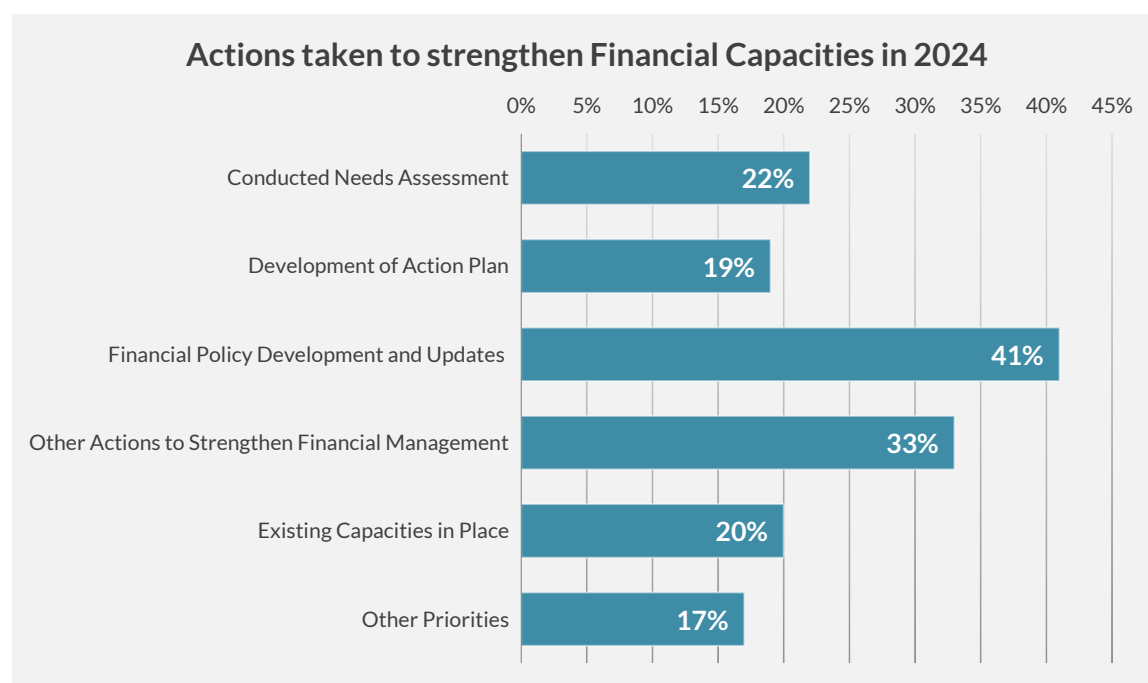 Actions taken to strengthen Financial Capacities in 2024
0% 5% 10% 15% 20% 25% 30% 35% 40% 45%
Conducted Needs Assessment 22%
Development of Action Plan 19%
Financial Policy Development and Updates 41%
Other Actions to Strengthen Financial Management 33%
Existing Capacities in Place 20%
Other Priorities 17%